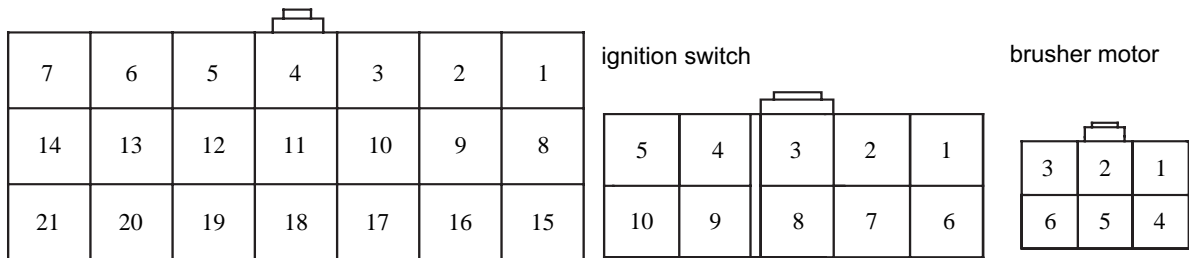 ignition switch
brusher motor
7 6 5 4 3 2 1
14 13 12 11 10 9 8
21 20 19 18 17 16 15
5 4 3 2 1
10 9 8 7 6
3 2 1
6 5 4